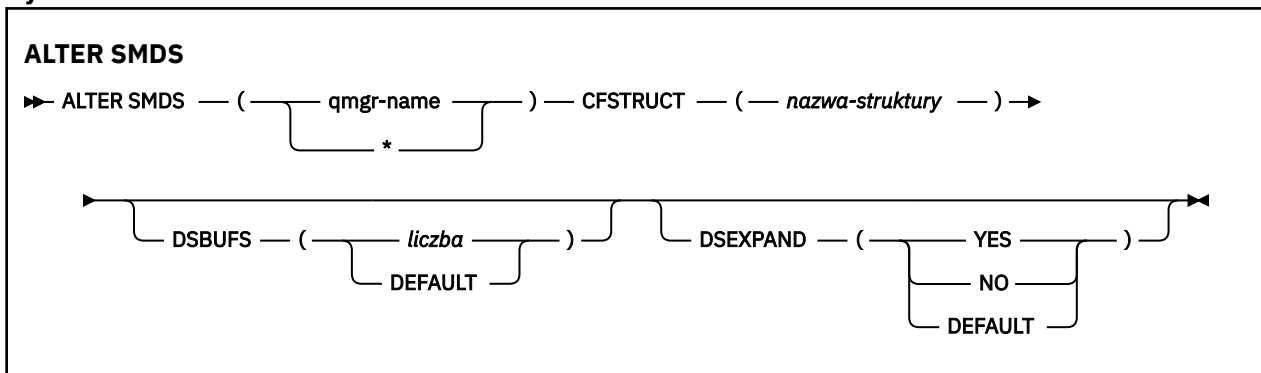 ALTER SMDS
ALTER SMDS ( qmgr-name ) CFSTRUCT ( nazwa-struktury )
*
DSBUFS ( liczba ) DSEXPAND ( YES )
DEFAULT NO
DEFAULT